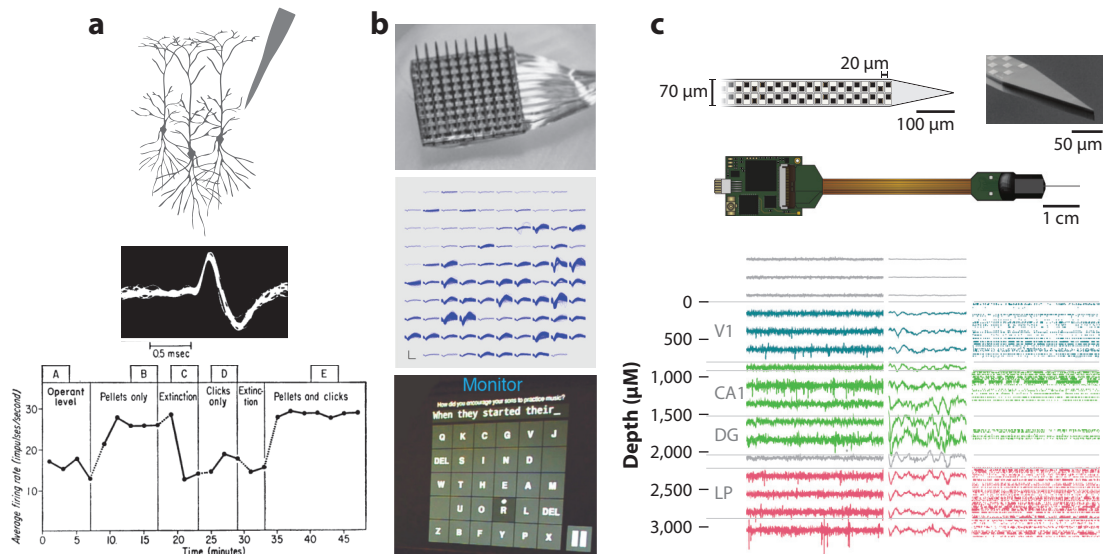 a
0.5 msec
A
B
C
D
E
Operant
level
Pellets only
Extinction
Clicks
only
Extinc-
tion
Pellets and clicks
Average firing rate (impulses/second)
30
20
10
0
5
10
15
20
25
30
35
40
45
Time (minutes)
b
Monitor
How did you encourage your sons to practice music?
When they started their_
Q K C G V J
DEL S I N D
W T H E A M
U O R L DEL
Z B F Y P X
c
20 µm
70 µm
100 µm
50 µm
1 cm
Depth (µM)
0
500
1,000
1,500
2,000
2,500
3,000
V1
CA1
DG
LP